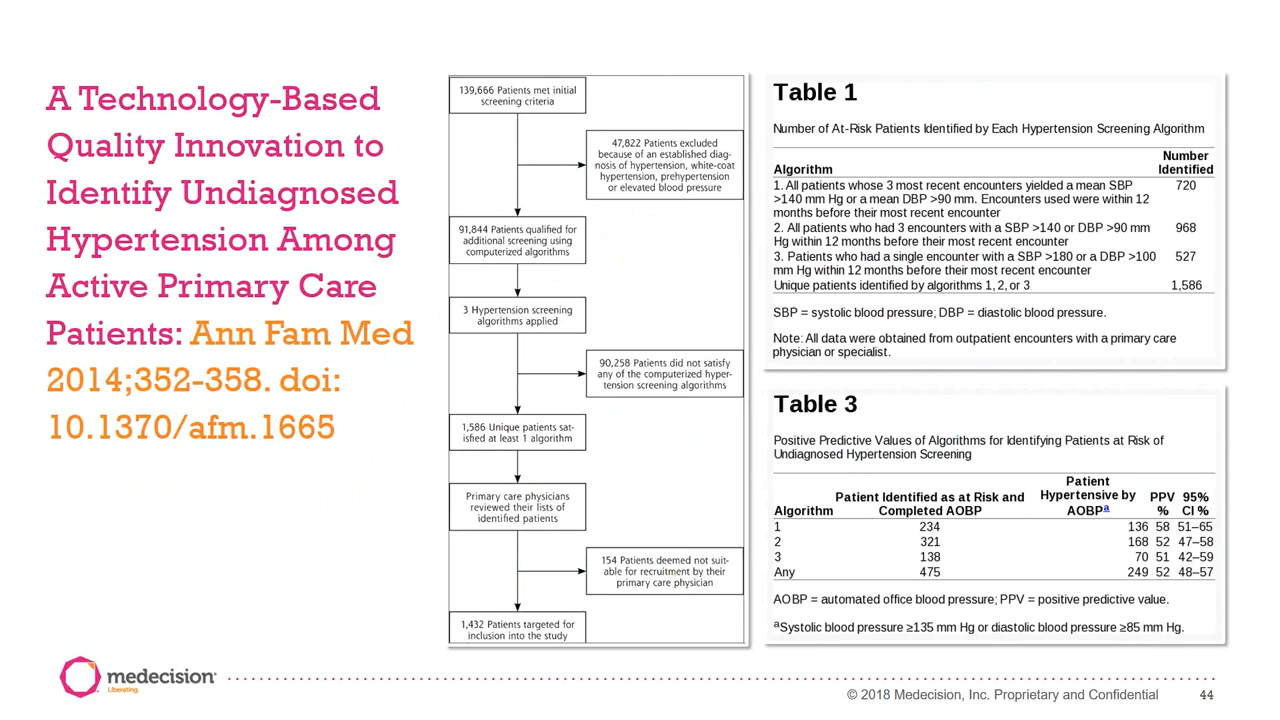 A Technology-Based
Quality Innovation to
Identify Undiagnosed
Hypertension Among
Active Primary Care
Patients: Ann Fam Med
2014;352-358. doi:
10.1370/afm.1665
139,666 Patients met initial
screening criteria
47,822 Patients excluded
because of an established diag-
nosis of hypertension, white-coat
hypertension, prehypertension
or elevated blood pressure
91,844 Patients qualified for
additional screening using
computerized algorithms
3 Hypertension screening
algorithms applied
90,258 Patients did not satisfy
any of the computerized hyper-
tension screening algorithms
1,586 Unique patients sat-
isfied at least 1 algorithm
Primary care physicians
reviewed their lists of
identified patients
154 Patients deemed not suit-
able for recruitment by their
primary care physician
1,432 Patients targeted for
inclusion into the study
Table 1
Number of At-Risk Patients Identified by Each Hypertension Screening Algorithm
Algorithm Number Identified
1. All patients whose 3 most recent encounters yielded a mean SBP 720
>140 mm Hg or a mean DBP >90 mm. Encounters used were within 12
months before their most recent encounter
2. All patients who had 3 encounters with a SBP >140 or DBP >90 mm 968
Hg within 12 months before their most recent encounter
3. Patients who had a single encounter with a SBP >180 or a DBP >100 527
mm Hg within 12 months before their most recent encounter
Unique patients identified by algorithms 1, 2, or 3 1,586
SBP = systolic blood pressure; DBP = diastolic blood pressure.
Note: All data were obtained from outpatient encounters with a primary care
physician or specialist.
Table 3
Positive Predictive Values of Algorithms for Identifying Patients at Risk of
Undiagnosed Hypertension Screening
Algorithm Patient Identified as at Risk and Completed AOBP Patient Hypertensive by AOBPa PPV % 95% CI %
1 234 136 58 51–65
2 321 168 52 47–58
3 138 70 51 42–59
Any 475 249 52 48–57
AOBP = automated office blood pressure; PPV = positive predictive value.
aSystolic blood pressure ≥135 mm Hg or diastolic blood pressure ≥85 mm Hg.
medecision
Liberating.
© 2018 Medecision, Inc. Proprietary and Confidential 44